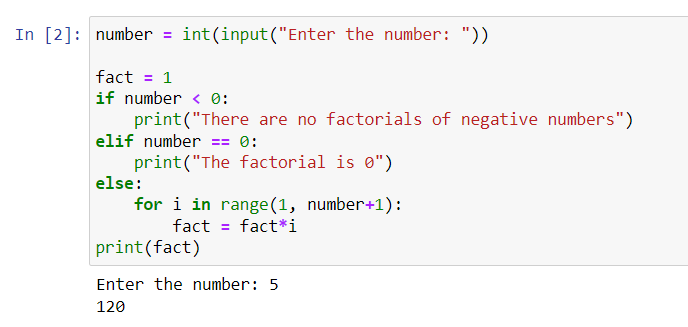 In [2]: number = int(input("Enter the number: "))
fact = 1
if number < 0:
    print("There are no factorials of negative numbers")
elif number == 0:
    print("The factorial is 0")
else:
    for i in range(1, number+1):
        fact = fact*i
print(fact)
Enter the number: 5
120